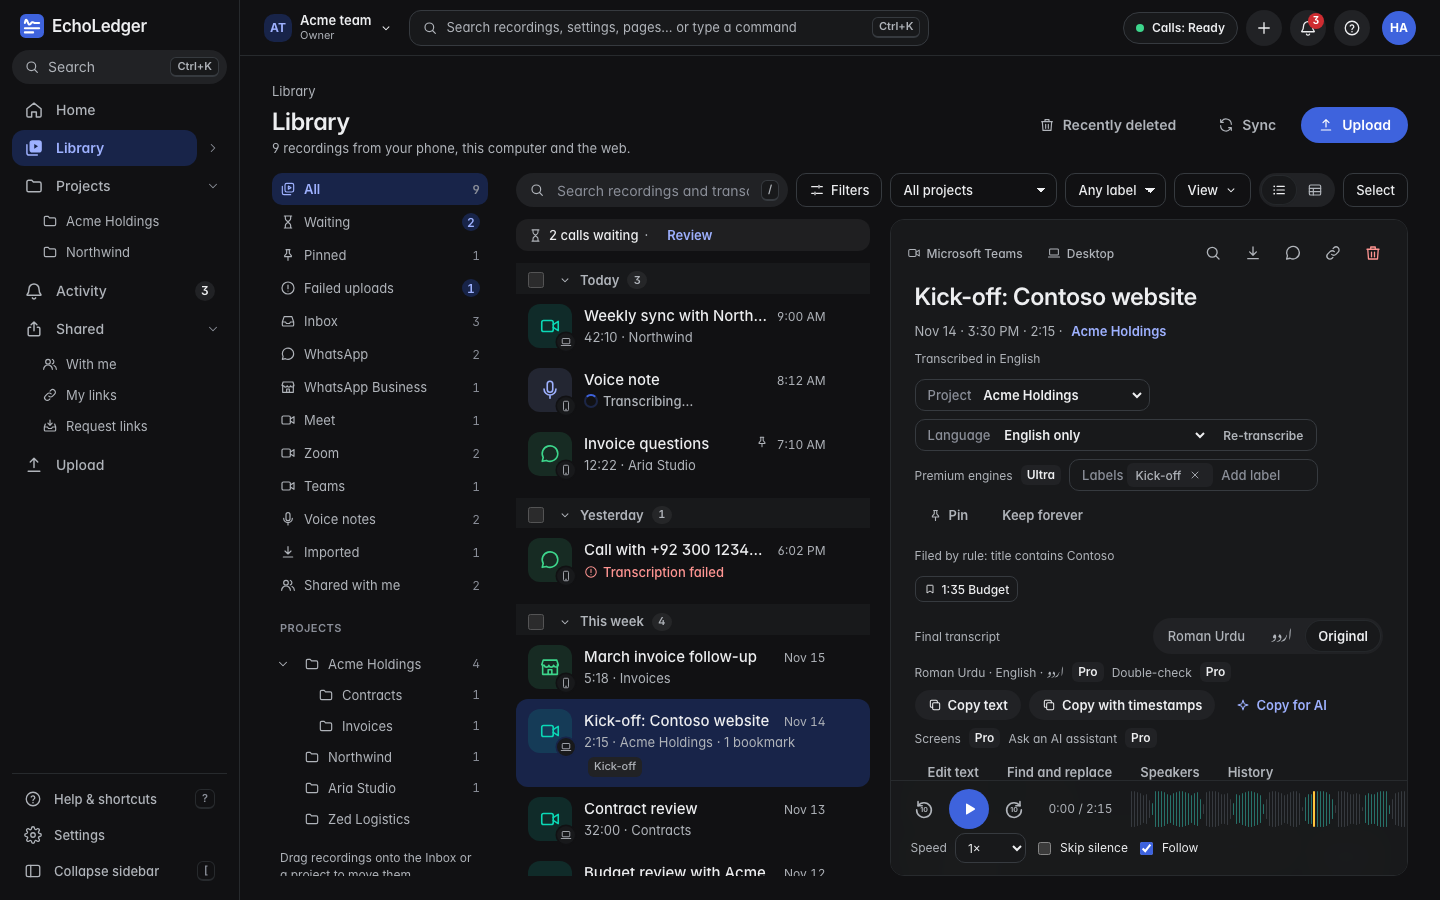 EchoLedger
Search Ctrl+K
Home
Library
Projects
Acme Holdings
Northwind
Activity 3
Shared
With me
My links
Request links
Upload
Help & shortcuts ?
Settings
Collapse sidebar [
AT Acme team
Owner
Search recordings, settings, pages... or type a command Ctrl+K
Calls: Ready
3
HA
Library
Library
9 recordings from your phone, this computer and the web.
Recently deleted
Sync
Upload
All 9
Waiting 2
Pinned 1
Failed uploads 1
Inbox 3
WhatsApp 2
WhatsApp Business 1
Meet 1
Zoom 2
Teams 1
Voice notes 2
Imported 1
Shared with me 2
PROJECTS
Acme Holdings 4
Contracts 1
Invoices 1
Northwind 1
Aria Studio 1
Zed Logistics
Drag recordings onto the Inbox or
a project to move them
Search recordings and transc /
Filters
All projects
Any label
View
Select
2 calls waiting · Review
Today 3
Weekly sync with North... 9:00 AM
42:10 · Northwind
Voice note 8:12 AM
Transcribing...
Invoice questions 7:10 AM
12:22 · Aria Studio
Yesterday 1
Call with +92 300 1234... 6:02 PM
Transcription failed
This week 4
March invoice follow-up Nov 15
5:18 · Invoices
Kick-off: Contoso website Nov 14
2:15 · Acme Holdings · 1 bookmark
Kick-off
Contract review Nov 13
32:00 · Contracts
Budget review with Acme Nov 12
Microsoft Teams Desktop
Kick-off: Contoso website
Nov 14 · 3:30 PM · 2:15 · Acme Holdings
Transcribed in English
Project Acme Holdings
Language English only Re-transcribe
Premium engines Ultra Labels Kick-off × Add label
Pin Keep forever
Filed by rule: title contains Contoso
1:35 Budget
Final transcript Roman Urdu اردو Original
Roman Urdu · English · اردو Pro Double-check Pro
Copy text Copy with timestamps Copy for AI
Screens Pro Ask an AI assistant Pro
Edit text Find and replace Speakers History
10 10 0:00 / 2:15
Speed 1× Skip silence Follow